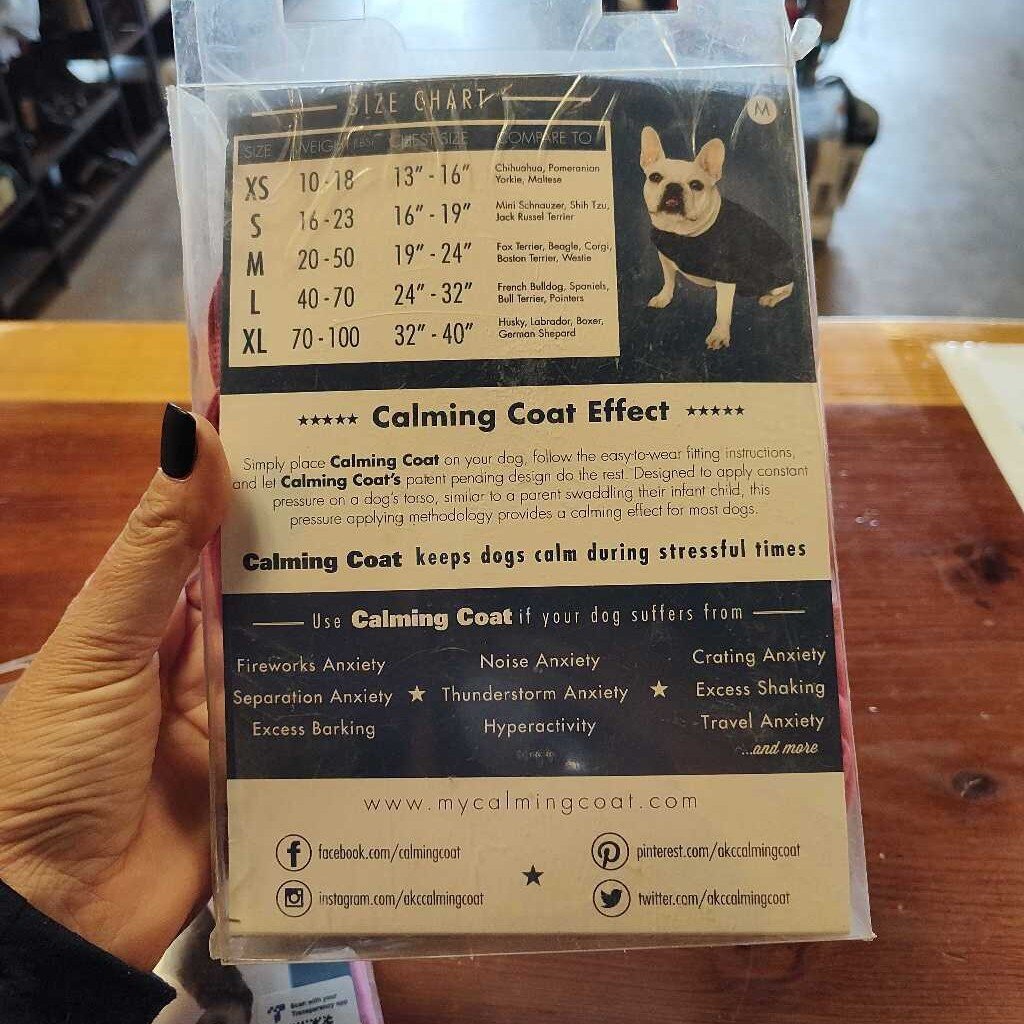 SIZE CHART
M
SIZE WEIGHT (LBS) CHEST SIZE COMPARE TO
XS 10-18 13" - 16" Chihuahua, Pomeranian
Yorkie, Maltese
S 16-23 16" - 19" Mini Schnauzer, Shih Tzu,
Jack Russel Terrier
M 20-50 19" - 24" Fox Terrier, Beagle, Corgi,
Boston Terrier, Westie
L 40-70 24" - 32" French Bulldog, Spaniels,
Bull Terrier, Pointers
XL 70-100 32" - 40" Husky, Labrador, Boxer,
German Shepard
★★★★★ Calming Coat Effect ★★★★★
Simply place Calming Coat on your dog, follow the easy-to-wear fitting instructions,
and let Calming Coat's patent pending design do the rest. Designed to apply constant
pressure on a dog's torso, similar to a parent swaddling their infant child, this
pressure applying methodology provides a calming effect for most dogs.
Calming Coat keeps dogs calm during stressful times
Use Calming Coat if your dog suffers from
Fireworks Anxiety Noise Anxiety Crating Anxiety
Separation Anxiety ★ Thunderstorm Anxiety ★ Excess Shaking
Excess Barking Hyperactivity Travel Anxiety
...and more
www.mycalmingcoat.com
facebook.com/calmingcoat pinterest.com/akccalmingcoat
instagram.com/akccalmingcoat ★ twitter.com/akccalmingcoat
Scan with your
Transparency app